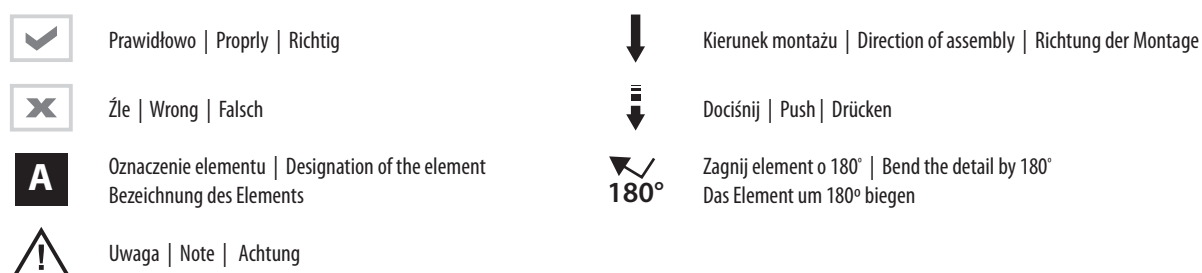 Prawidłowo | Proprly | Richtig
Źle | Wrong | Falsch
A
Oznaczenie elementu | Designation of the element
Bezeichnung des Elements
!
Uwaga | Note | Achtung
Kierunek montażu | Direction of assembly | Richtung der Montage
Dociśnij | Push | Drücken
180°
Zagnij element o 180° | Bend the detail by 180°
Das Element um 180º biegen